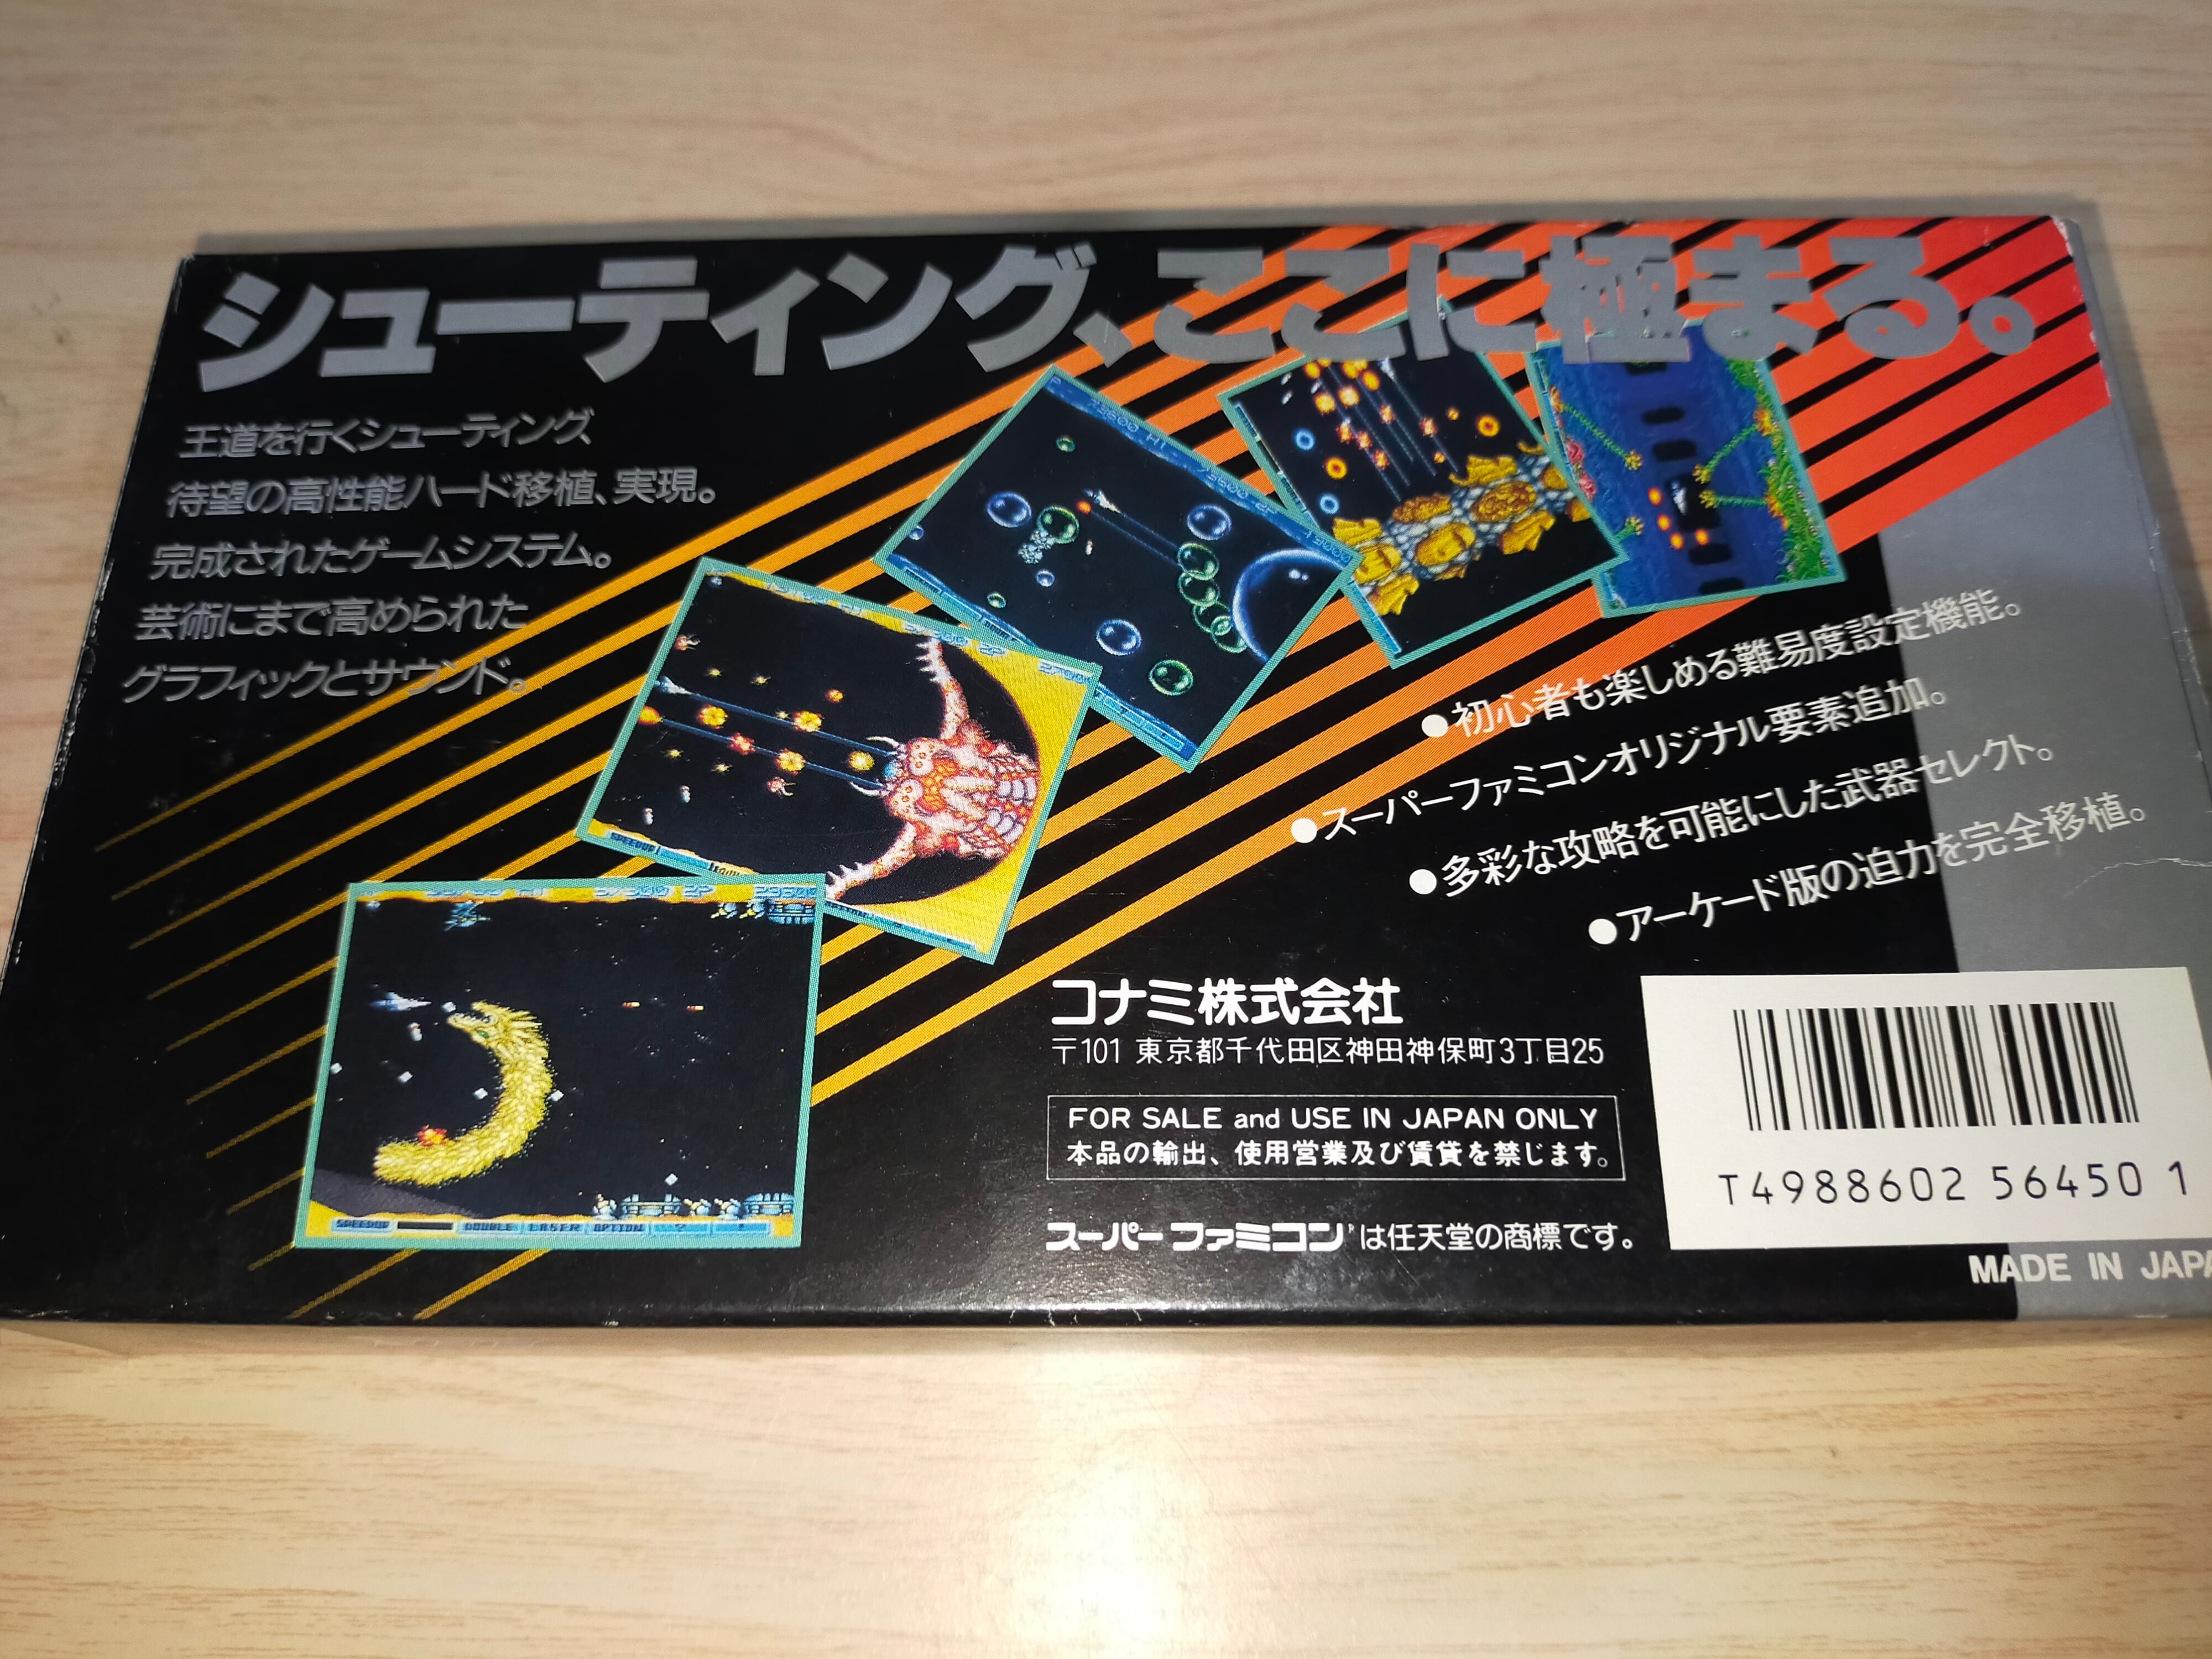 シューティング、ここに極まる。
王道を行くシューティング、
待望の高性能ハード移植、実現。
完成されたゲームシステム。
芸術にまで高められた
グラフィックとサウンド。
●初心者も楽しめる難易度設定機能。
●スーパーファミコンオリジナル要素追加。
●多彩な攻略を可能にした武器セレクト。
●アーケード版の迫力を完全移植。
SPEEDUP DOUBLE LASER OPTION ? !
コナミ株式会社
〒101 東京都千代田区神田神保町3丁目25
FOR SALE and USE IN JAPAN ONLY
本品の輸出、使用営業及び賃貸を禁じます。
スーパーファミコンは任天堂の商標です。
T4988602 56450 1
MADE IN JAPA